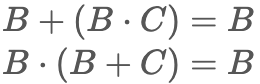 B + (B · C) = B
B · (B + C) = B